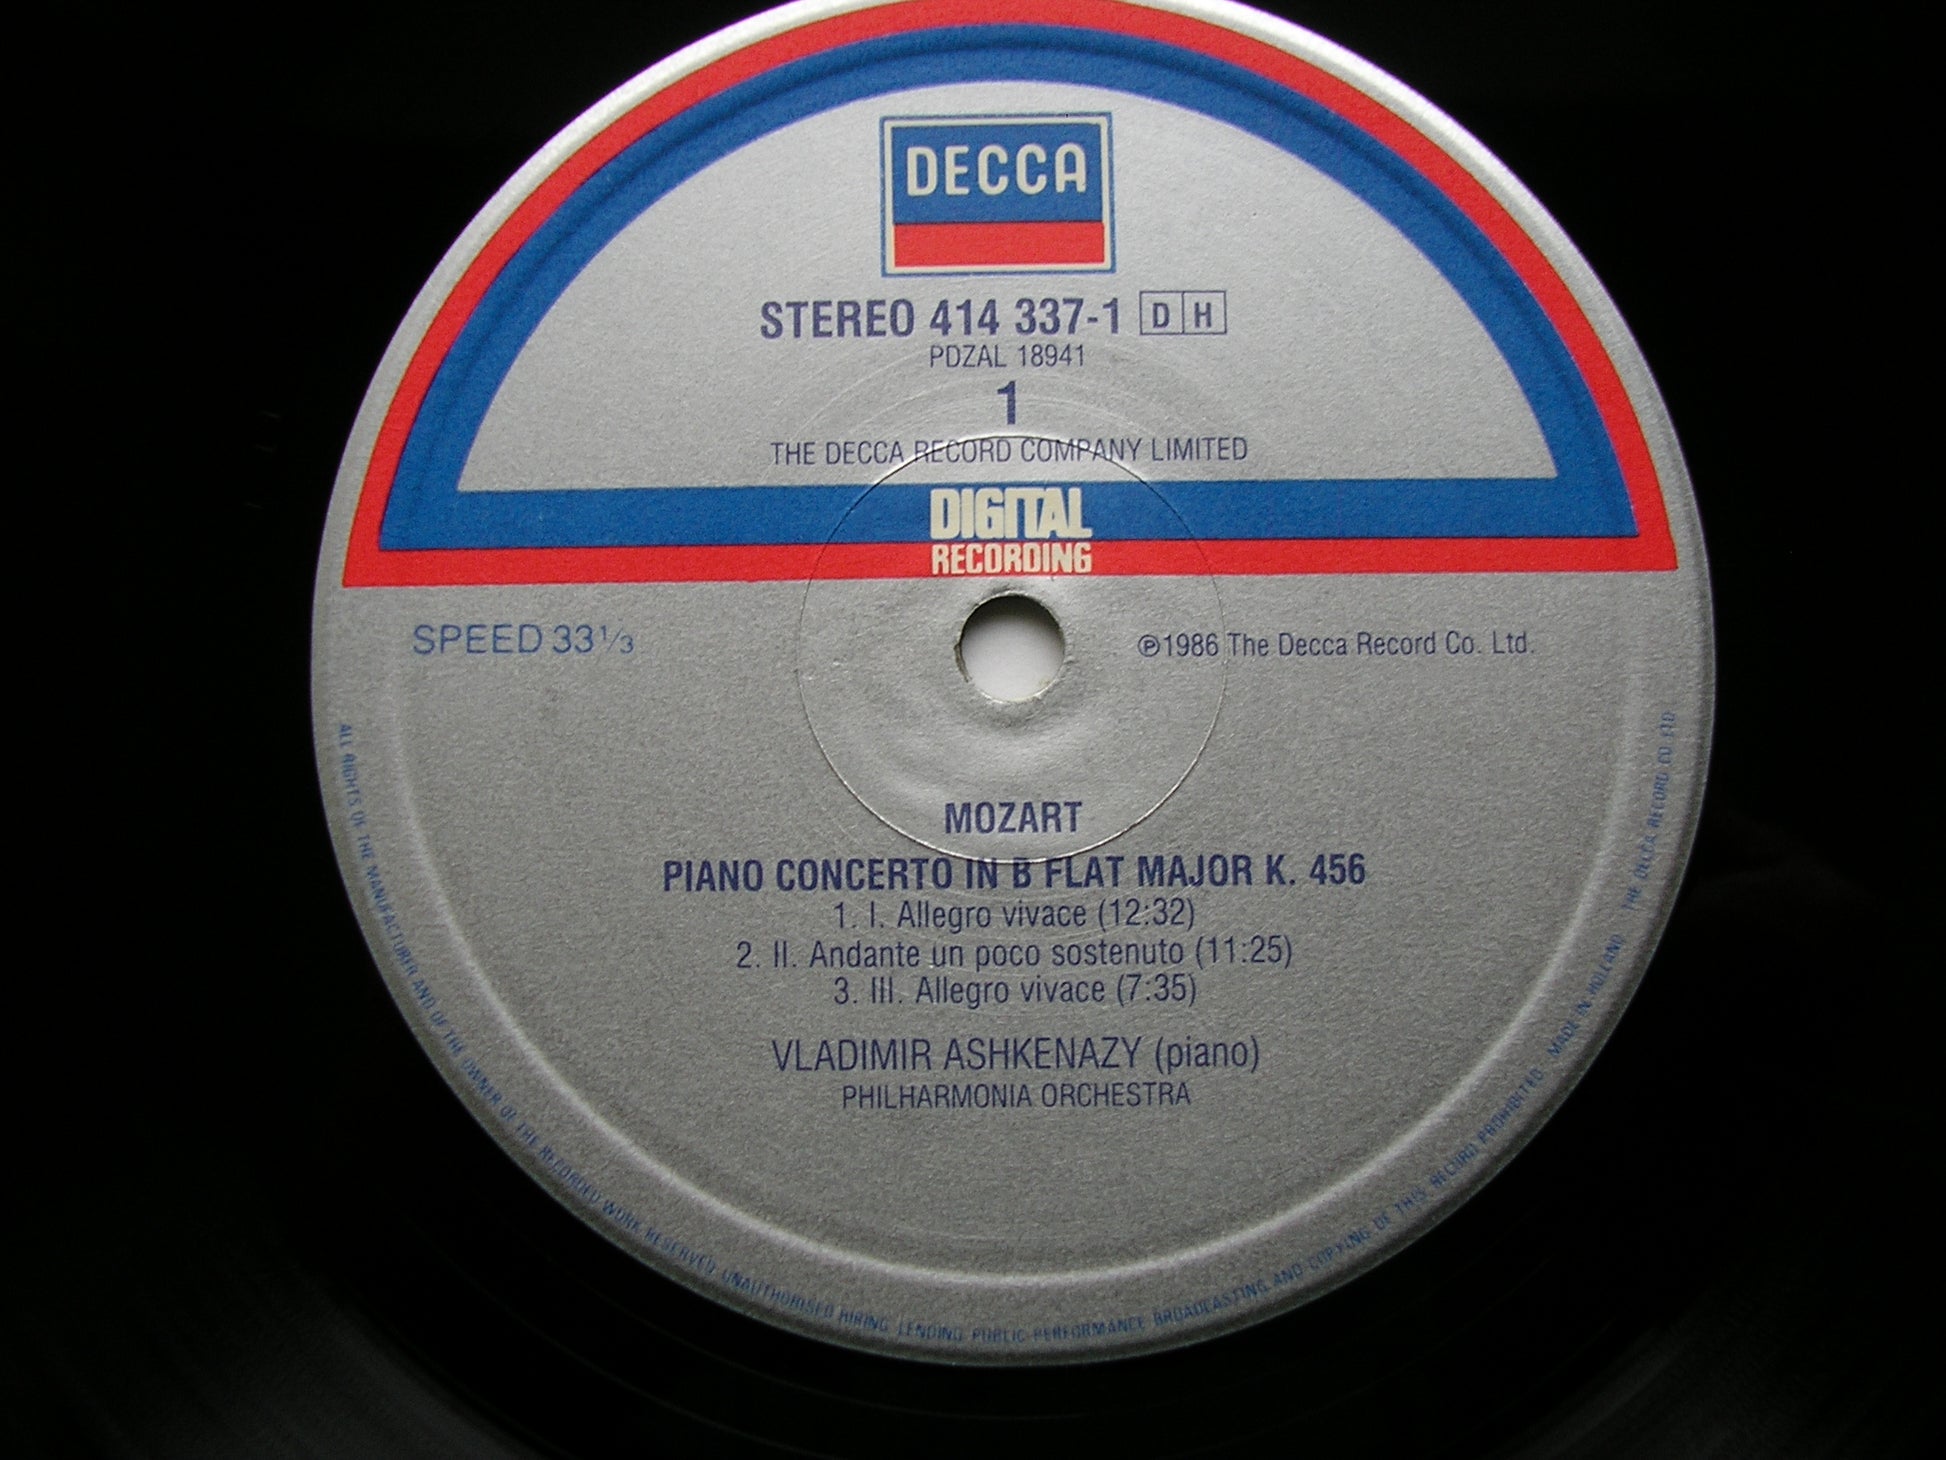 DECCA
STEREO 414 337-1 D H
PDZAL 18941
1
THE DECCA RECORD COMPANY LIMITED
DIGITAL
RECORDING
SPEED 33 1/3
℗1986 The Decca Record Co. Ltd.
MOZART
PIANO CONCERTO IN B FLAT MAJOR K. 456
1. I. Allegro vivace (12:32)
2. II. Andante un poco sostenuto (11:25)
3. III. Allegro vivace (7:35)
VLADIMIR ASHKENAZY (piano)
PHILHARMONIA ORCHESTRA
ALL RIGHTS OF THE MANUFACTURER AND OF THE OWNER OF THE RECORDED WORK RESERVED. UNAUTHORISED HIRING, LENDING, PUBLIC PERFORMANCE, BROADCASTING AND COPYING OF THIS RECORD PROHIBITED. MADE IN HOLLAND THE DECCA RECORD CO LTD